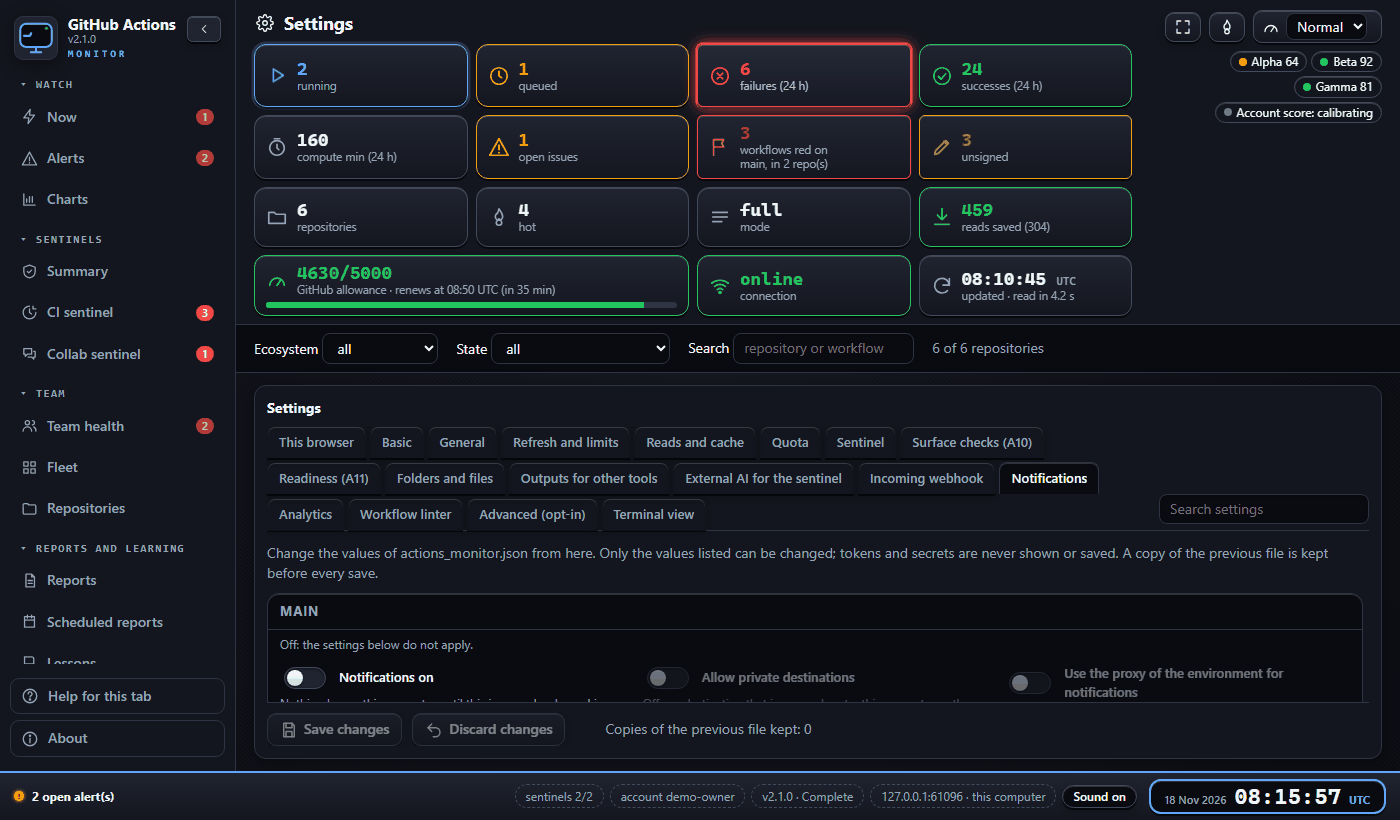 GitHub Actions
v2.1.0
MONITOR
WATCH
Now 1
Alerts 2
Charts
SENTINELS
Summary
CI sentinel 3
Collab sentinel 1
TEAM
Team health 2
Fleet
Repositories
REPORTS AND LEARNING
Reports
Scheduled reports
Lessons
Help for this tab
About
Settings
Normal
Alpha 64
Beta 92
Gamma 81
Account score: calibrating
2
running
1
queued
6
failures (24 h)
24
successes (24 h)
160
compute min (24 h)
1
open issues
3
workflows red on
main, in 2 repo(s)
3
unsigned
6
repositories
4
hot
full
mode
459
reads saved (304)
4630/5000
GitHub allowance · renews at 08:50 UTC (in 35 min)
online
connection
08:10:45 UTC
updated · read in 4.2 s
Ecosystem all State all Search repository or workflow 6 of 6 repositories
Settings
This browser Basic General Refresh and limits Reads and cache Quota Sentinel Surface checks (A10)
Readiness (A11) Folders and files Outputs for other tools External AI for the sentinel Incoming webhook Notifications
Analytics Workflow linter Advanced (opt-in) Terminal view Search settings
Change the values of actions_monitor.json from here. Only the values listed can be changed; tokens and secrets are never shown or saved. A copy of the previous file is kept
before every save.
MAIN
Off: the settings below do not apply.
Notifications on
Allow private destinations
Use the proxy of the environment for
notifications
Save changes Discard changes Copies of the previous file kept: 0
2 open alert(s) sentinels 2/2 account demo-owner v2.1.0 · Complete 127.0.0.1:61096 · this computer Sound on 18 Nov 2026 08:15:57 UTC